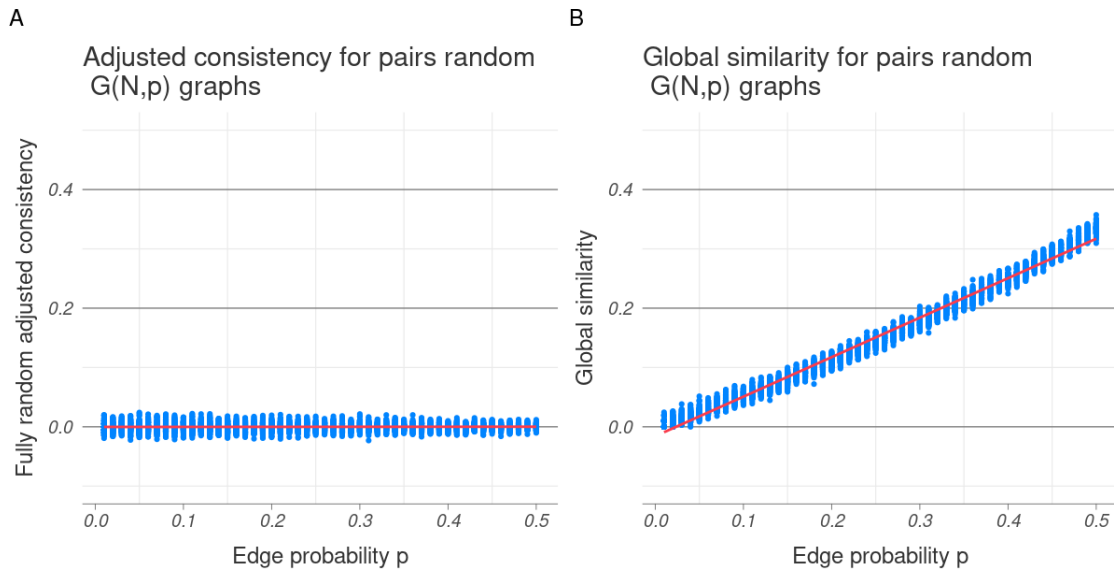 A
Adjusted consistency for pairs random
G(N,p) graphs
Fully random adjusted consistency
0.4
0.2
0.0
0.0 0.1 0.2 0.3 0.4 0.5
Edge probability p
B
Global similarity for pairs random
G(N,p) graphs
Global similarity
0.4
0.2
0.0
0.0 0.1 0.2 0.3 0.4 0.5
Edge probability p